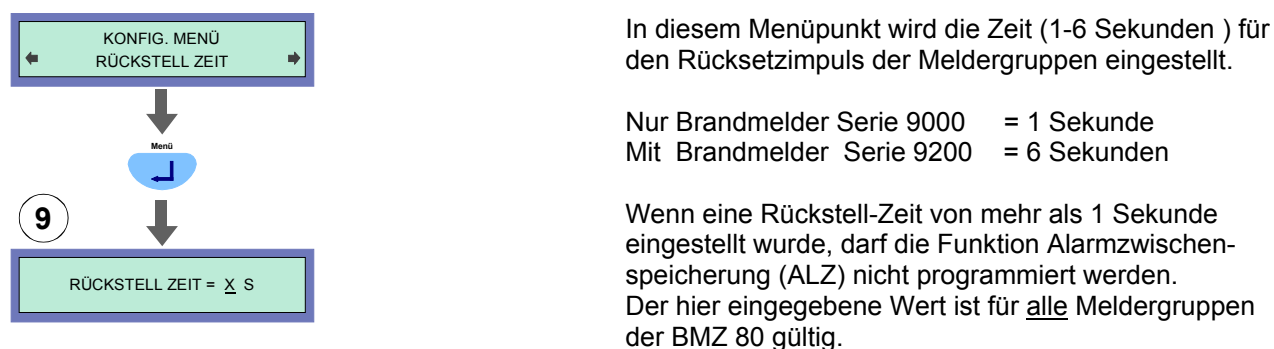 KONFIG. MENÜ
RÜCKSTELL ZEIT
Menü
9
RÜCKSTELL ZEIT = X S
In diesem Menüpunkt wird die Zeit (1-6 Sekunden ) für
den Rücksetzimpuls der Meldergruppen eingestellt.
Nur Brandmelder Serie 9000 = 1 Sekunde
Mit Brandmelder Serie 9200 = 6 Sekunden
Wenn eine Rückstell-Zeit von mehr als 1 Sekunde
eingestellt wurde, darf die Funktion Alarmzwischen-
speicherung (ALZ) nicht programmiert werden.
Der hier eingegebene Wert ist für alle Meldergruppen
der BMZ 80 gültig.